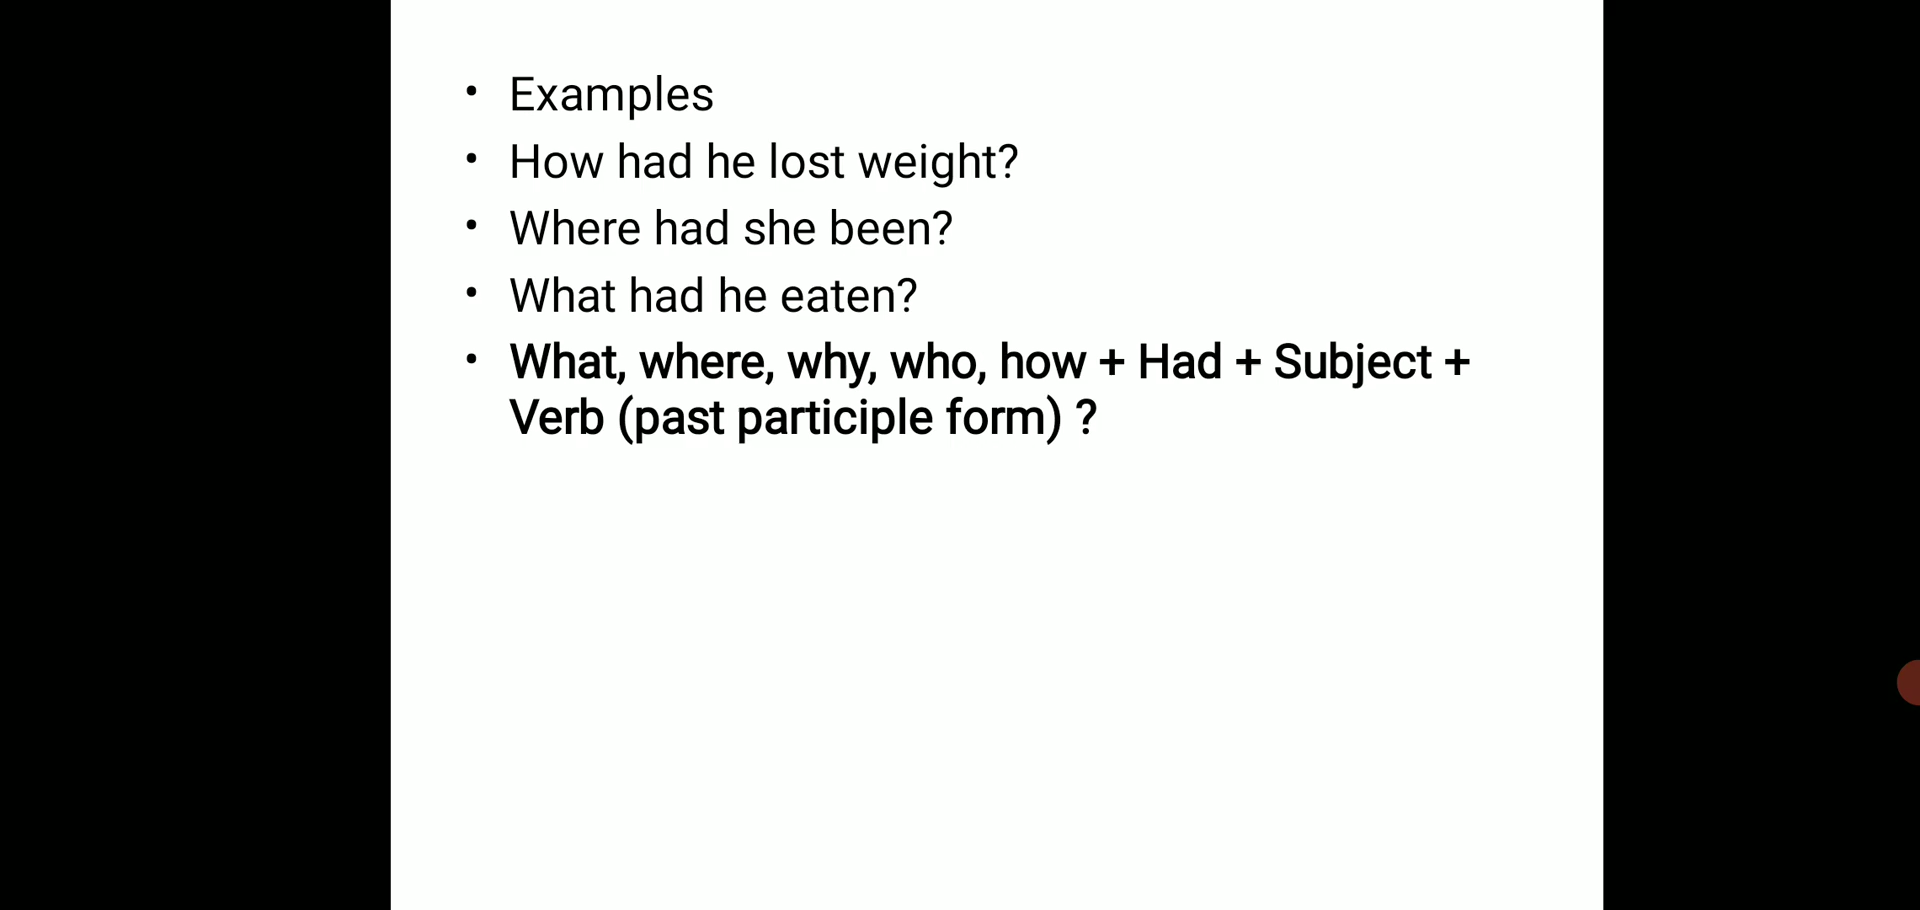 • Examples
• How had he lost weight?
• Where had she been?
• What had he eaten?
• What, where, why, who, how + Had + Subject +
Verb (past participle form) ?